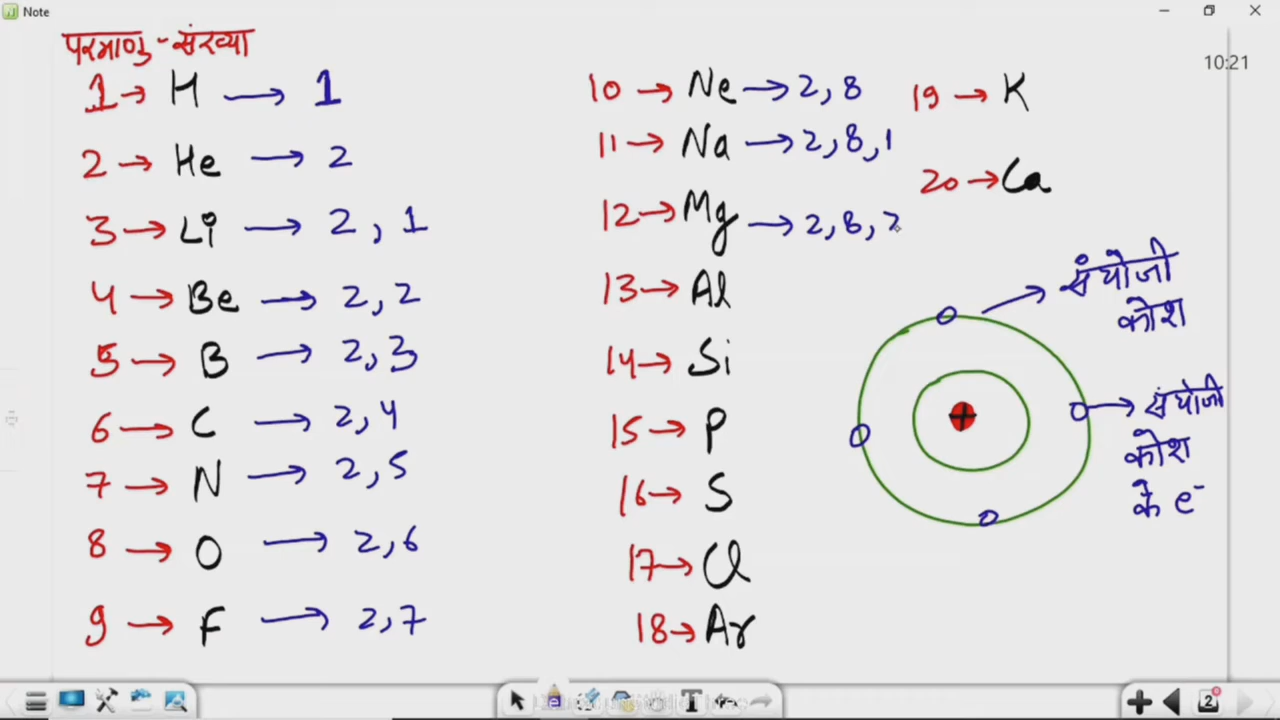 Note
10:21
परमाणु-संख्या
1 → H → 1
2 → He → 2
3 → Li → 2, 1
4 → Be → 2, 2
5 → B → 2, 3
6 → C → 2, 4
7 → N → 2, 5
8 → O → 2, 6
9 → F → 2, 7
10 → Ne → 2, 8
11 → Na → 2, 8, 1
12 → Mg → 2, 8, 2
13 → Al
14 → Si
15 → P
16 → S
17 → Cl
18 → Ar
19 → K
20 → Ca
→ संयोजी
कोश
+
→ संयोजी
कोश
के e⁻
T
2